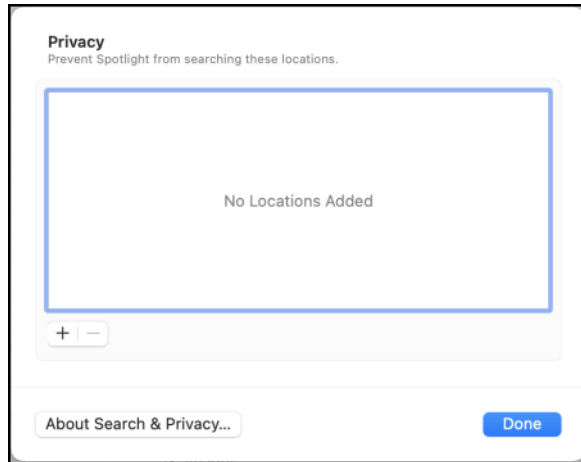 Privacy
Prevent Spotlight from searching these locations.
No Locations Added
+ −
About Search & Privacy...
Done